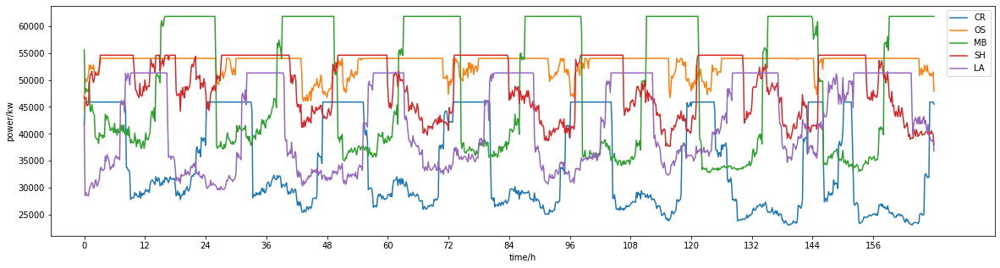 60000
55000
50000
45000
40000
35000
30000
25000
power/kw
0 12 24 36 48 60 72 84 96 108 120 132 144 156
time/h
CR
OS
MB
SH
LA